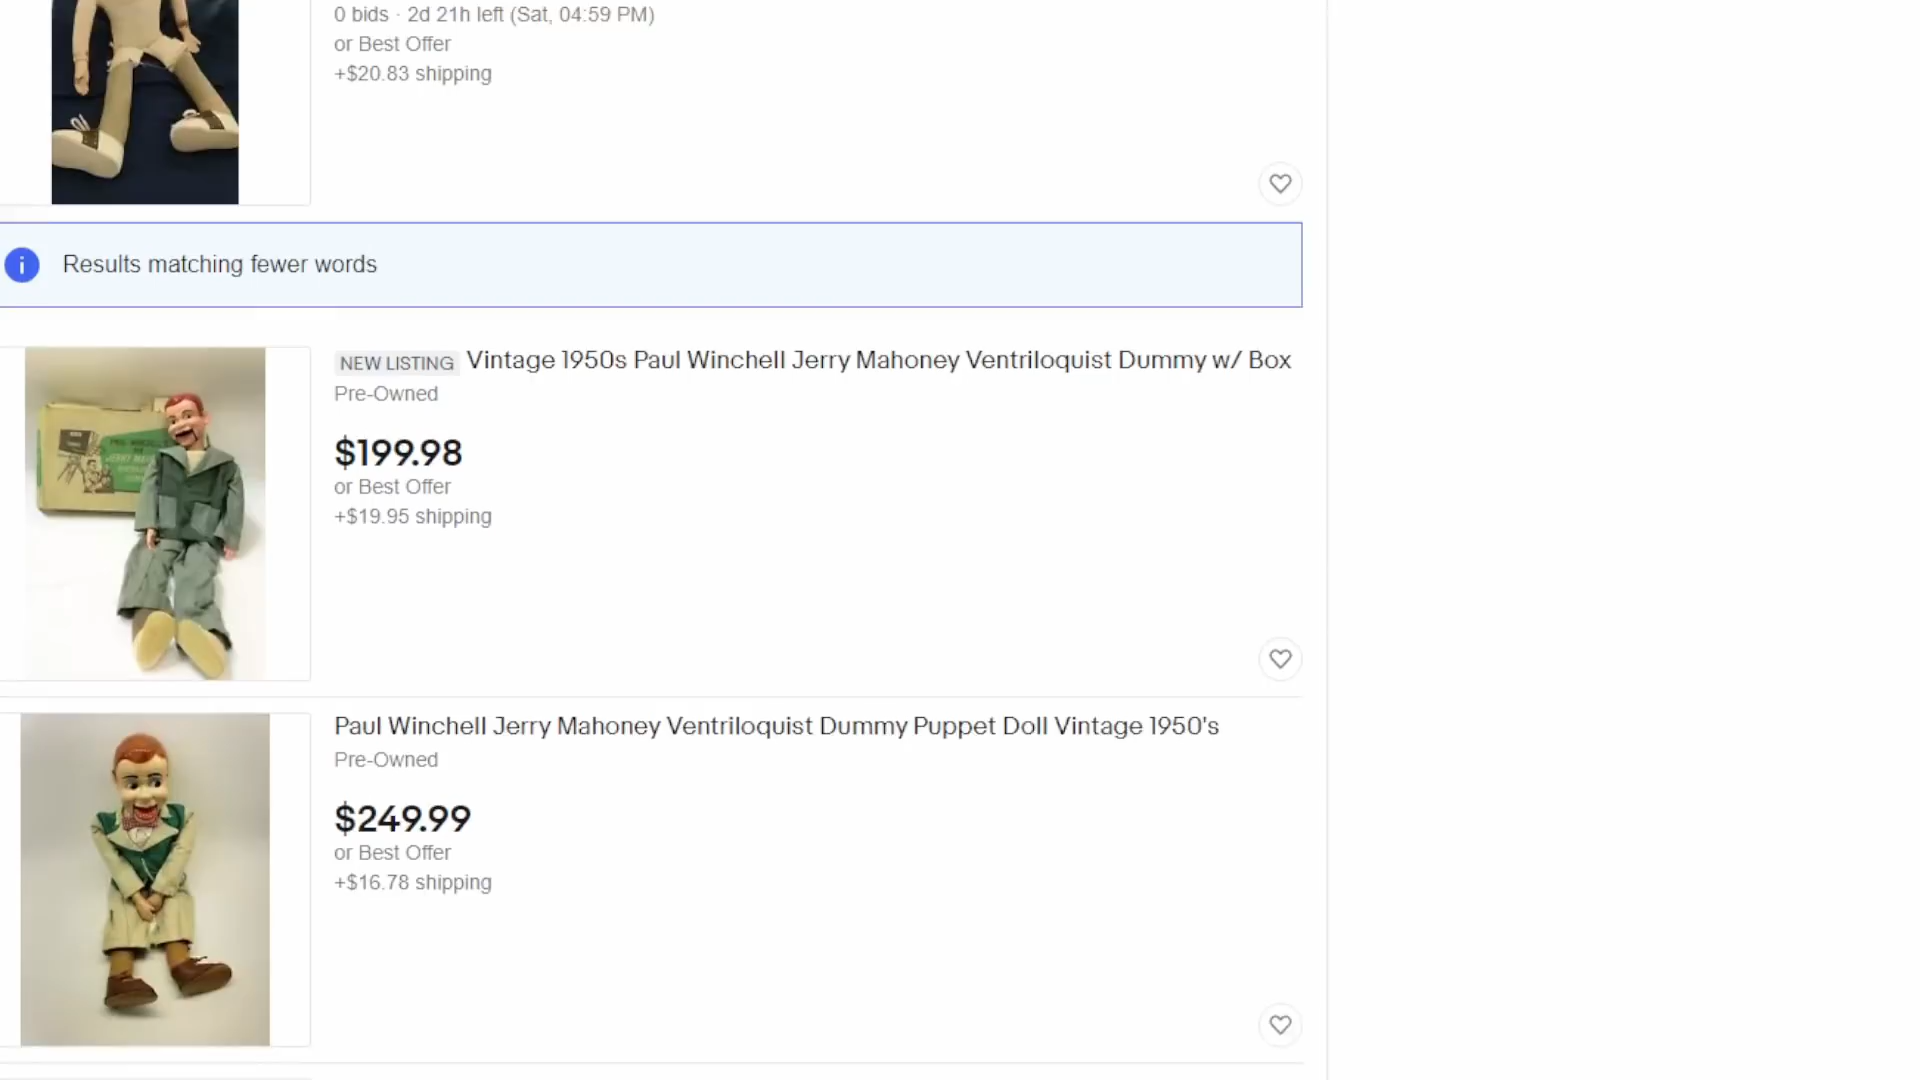 0 bids · 2d 21h left (Sat, 04:59 PM)
or Best Offer
+$20.83 shipping
Results matching fewer words
NEW LISTING Vintage 1950s Paul Winchell Jerry Mahoney Ventriloquist Dummy w/ Box
Pre-Owned
$199.98
or Best Offer
+$19.95 shipping
Paul Winchell Jerry Mahoney Ventriloquist Dummy Puppet Doll Vintage 1950's
Pre-Owned
$249.99
or Best Offer
+$16.78 shipping